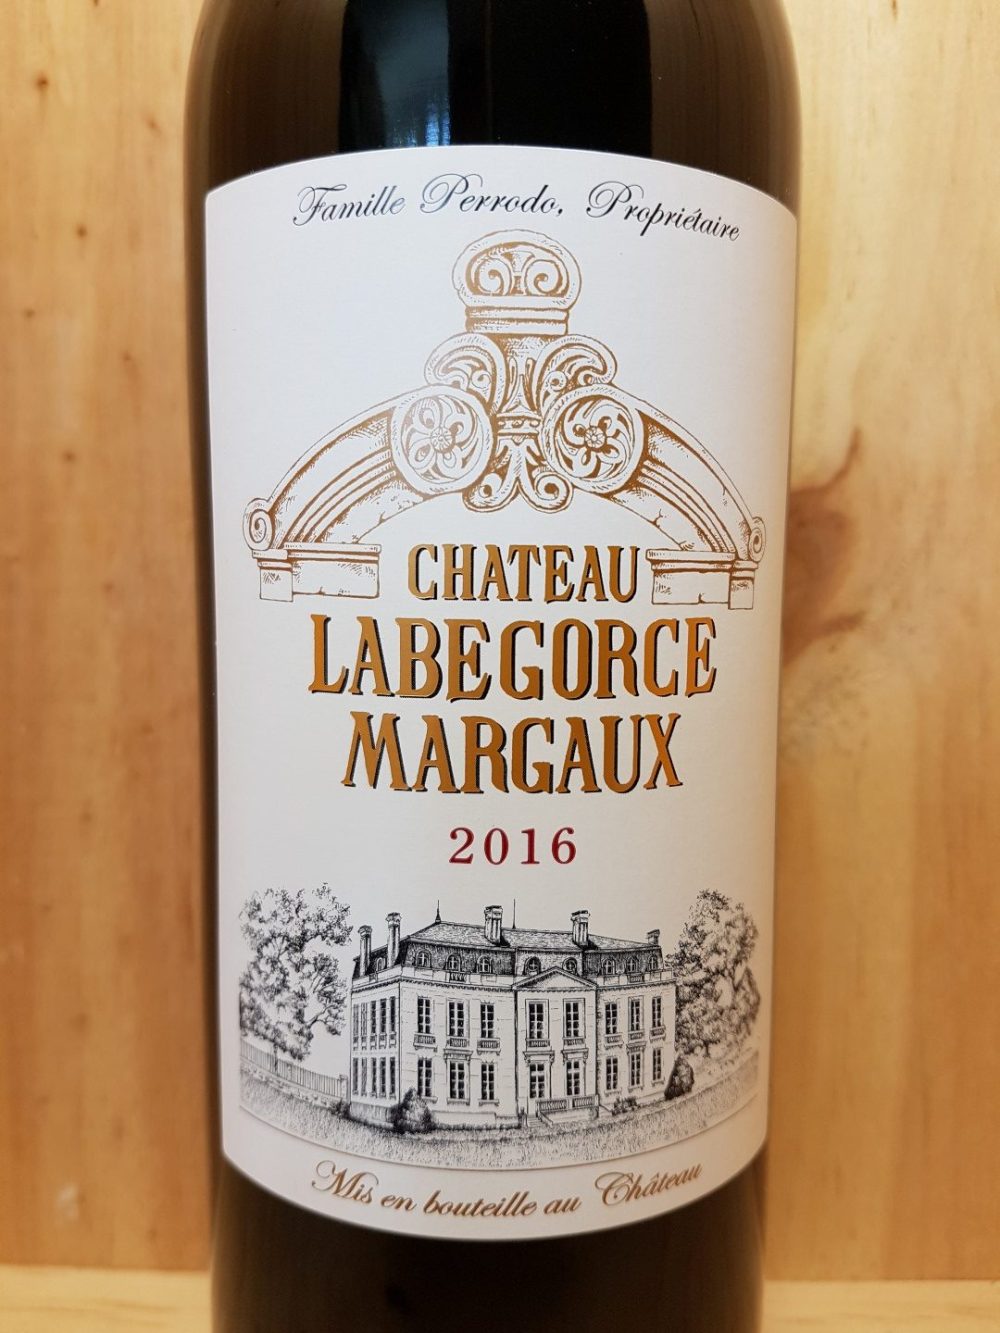 Famille Perrodo, Propriétaire
CHATEAU
LABEGORCE
MARGAUX
2016
Mis en bouteille au Château